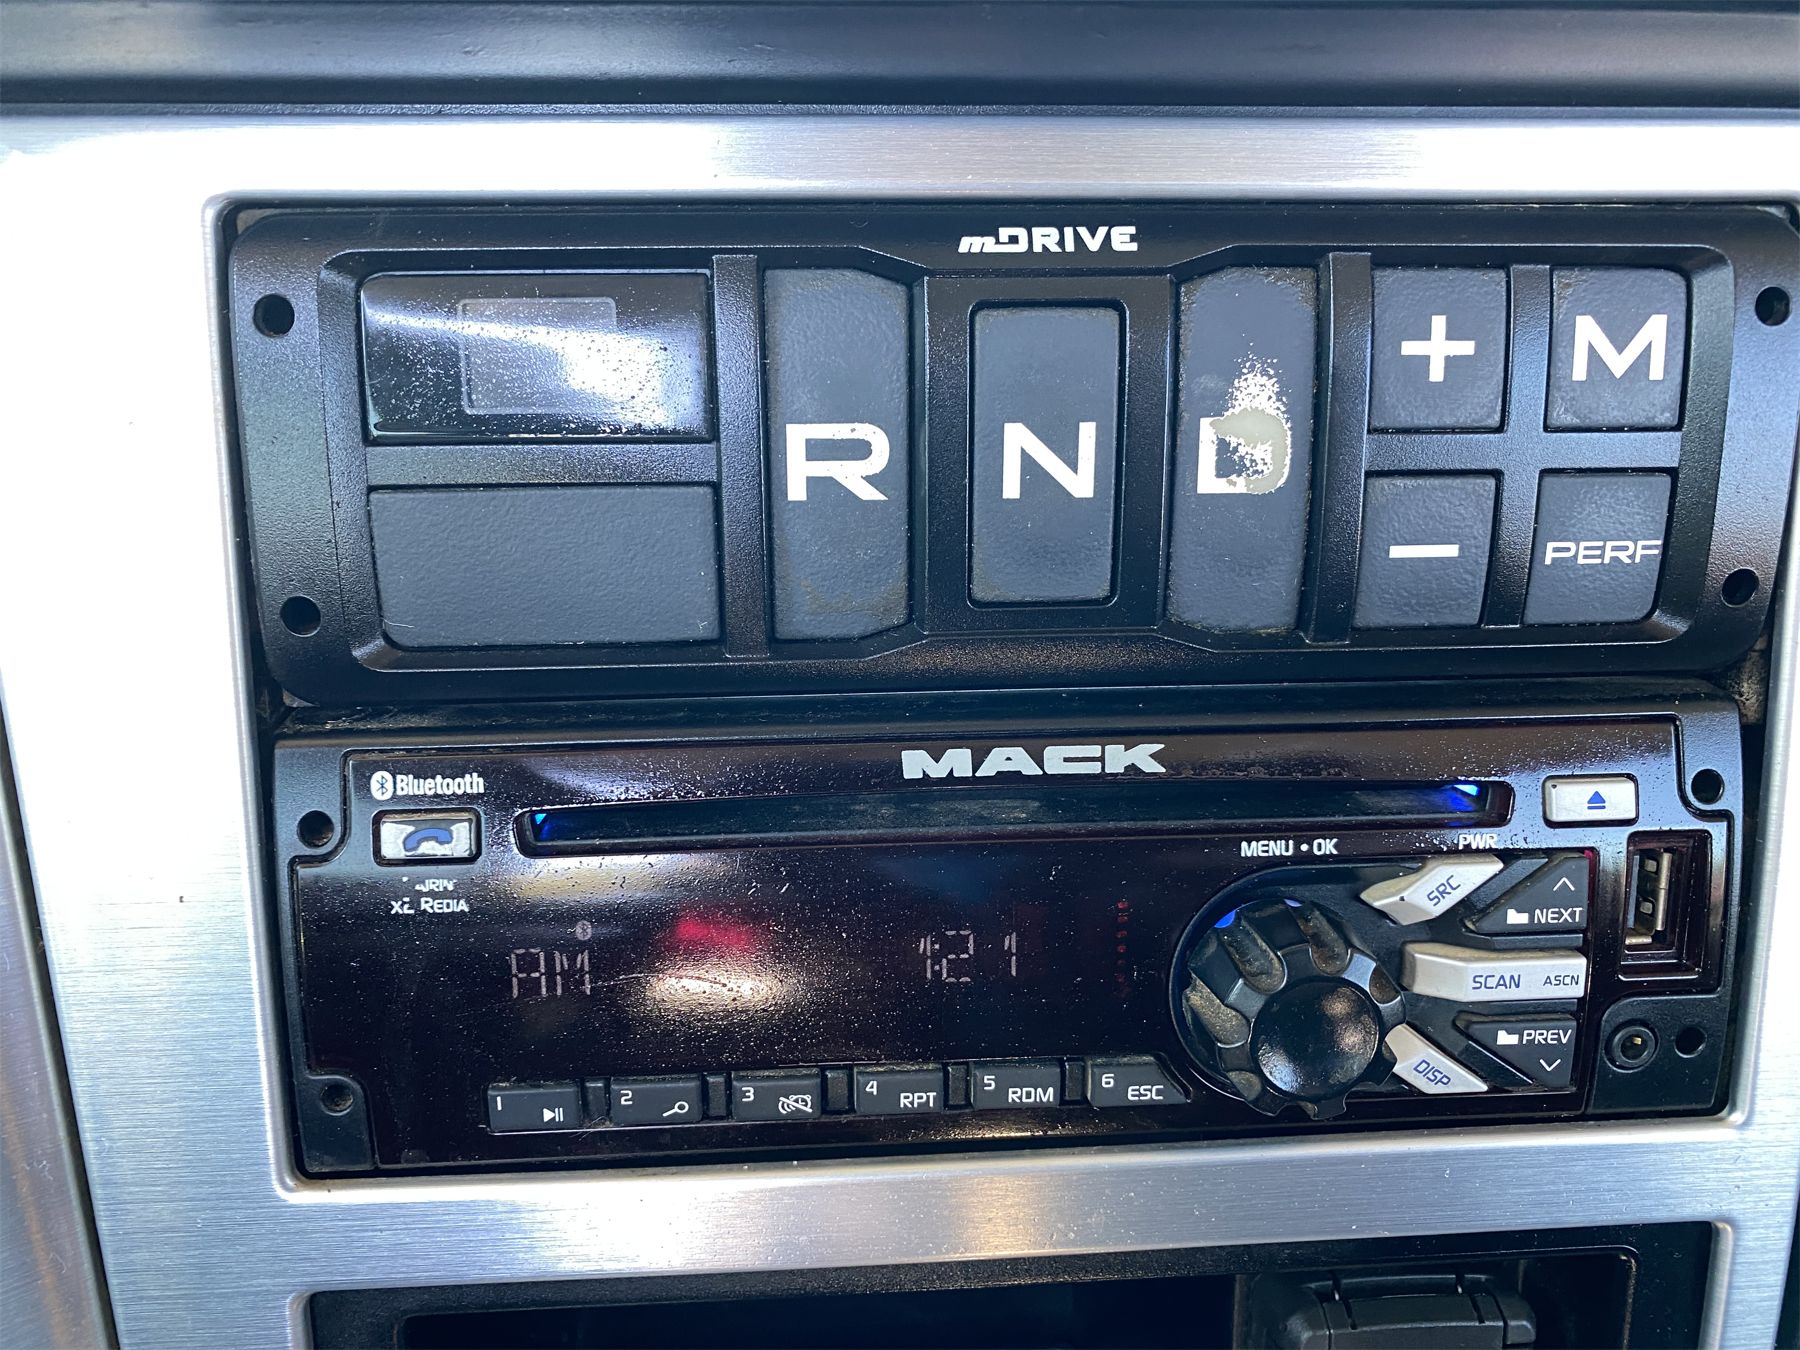 mDRIVE
R N D + M
- PERF
MACK
Bluetooth
MENU • OK PWR
SRC
NEXT
AM 1:21
SCAN ASCN
PREV
DISP
1 2 3 4 RPT 5 RDM 6 ESC